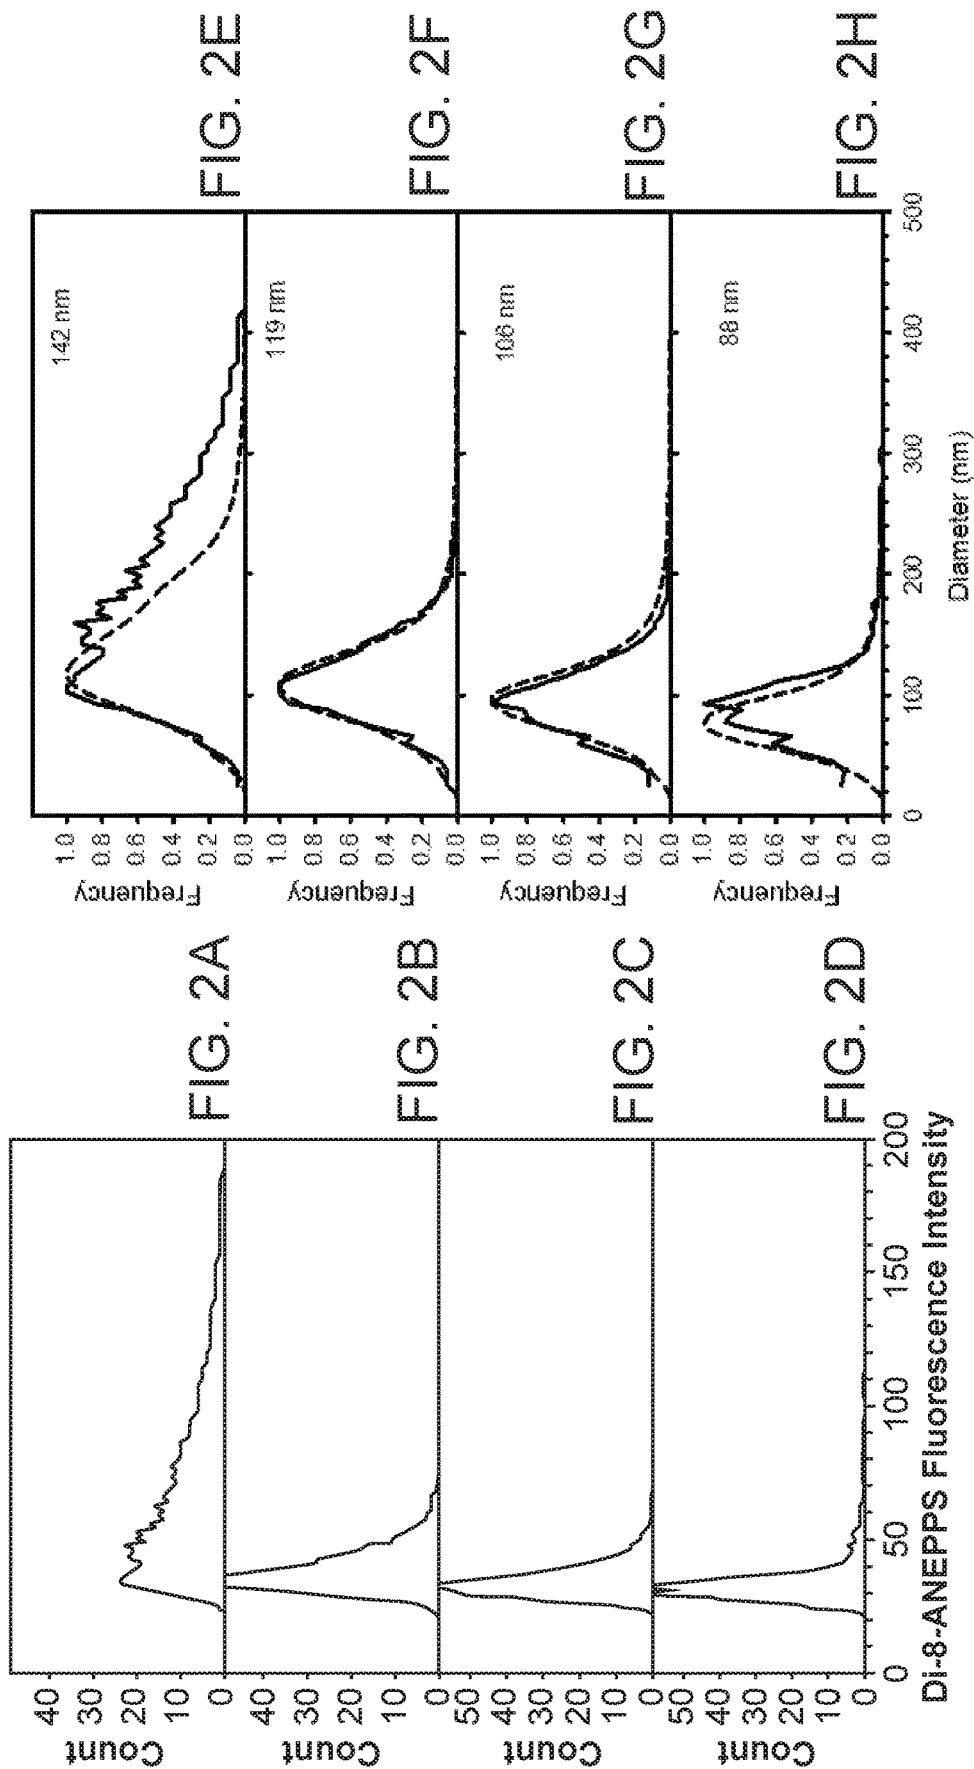 Count
40
30
20
10
0
FIG. 2A
Count
40
30
20
10
0
FIG. 2B
Count
50
40
30
20
10
0
FIG. 2C
Count
50
40
30
20
10
0
FIG. 2D
0 50 100 150 200
Di-8-ANEPPS Fluorescence Intensity
Frequency
1.0
0.8
0.6
0.4
0.2
0.0
142 nm
FIG. 2E
Frequency
1.0
0.8
0.6
0.4
0.2
0.0
119 nm
FIG. 2F
Frequency
1.0
0.8
0.6
0.4
0.2
0.0
106 nm
FIG. 2G
Frequency
1.0
0.8
0.6
0.4
0.2
0.0
88 nm
FIG. 2H
0 100 200 300 400 500
Diameter (nm)